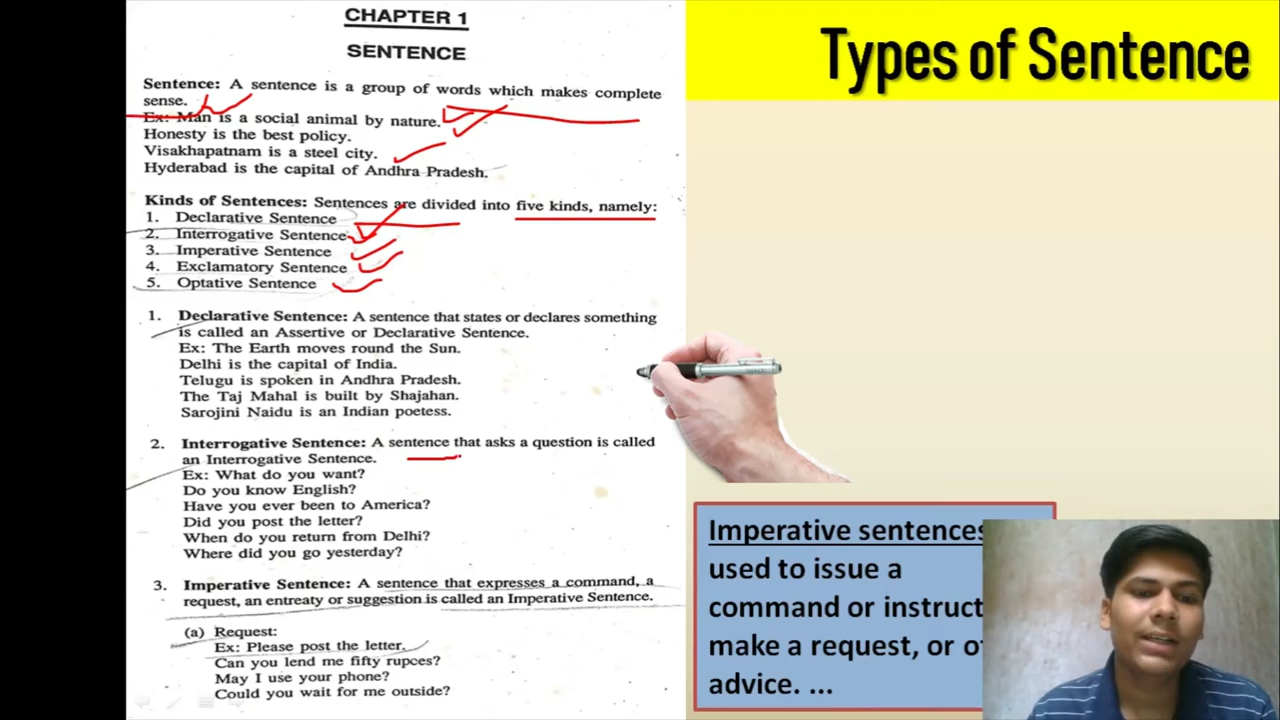 CHAPTER 1
SENTENCE
Sentence: A sentence is a group of words which makes complete
sense.
Ex: Man is a social animal by nature.
Honesty is the best policy.
Visakhapatnam is a steel city.
Hyderabad is the capital of Andhra Pradesh.
Kinds of Sentences: Sentences are divided into five kinds, namely:
1. Declarative Sentence
2. Interrogative Sentence
3. Imperative Sentence
4. Exclamatory Sentence
5. Optative Sentence
1. Declarative Sentence: A sentence that states or declares something
is called an Assertive or Declarative Sentence.
Ex: The Earth moves round the Sun.
Delhi is the capital of India.
Telugu is spoken in Andhra Pradesh.
The Taj Mahal is built by Shajahan.
Sarojini Naidu is an Indian poetess.
2. Interrogative Sentence: A sentence that asks a question is called
an Interrogative Sentence.
Ex: What do you want?
Do you know English?
Have you ever been to America?
Did you post the letter?
When do you return from Delhi?
Where did you go yesterday?
3. Imperative Sentence: A sentence that expresses a command, a
request, an entreaty or suggestion is called an Imperative Sentence.
(a) Request:
Ex: Please post the letter.
Can you lend me fifty rupees?
May I use your phone?
Could you wait for me outside?
Types of Sentence
Imperative sentences
used to issue a
command or instruct
make a request, or
advice. ...